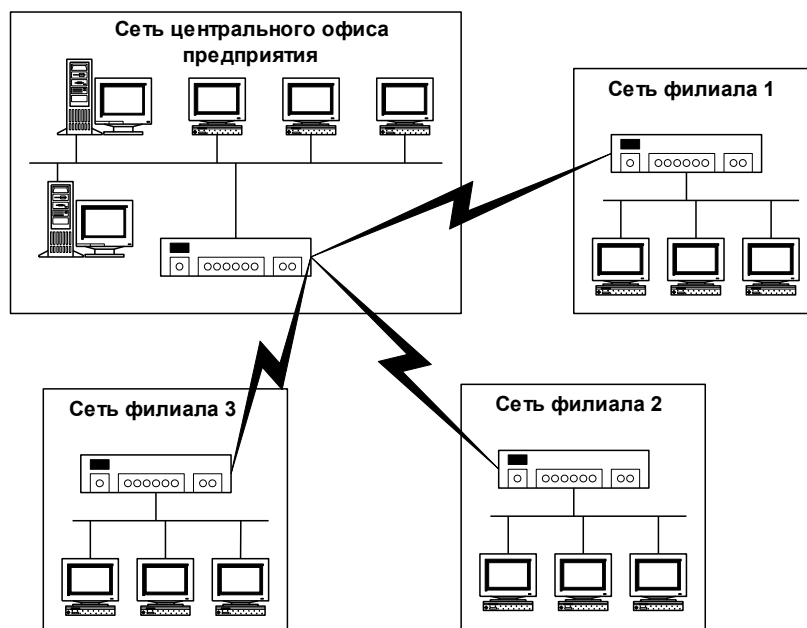 Сеть центрального офиса
предприятия
Сеть филиала 1
Сеть филиала 3
Сеть филиала 2